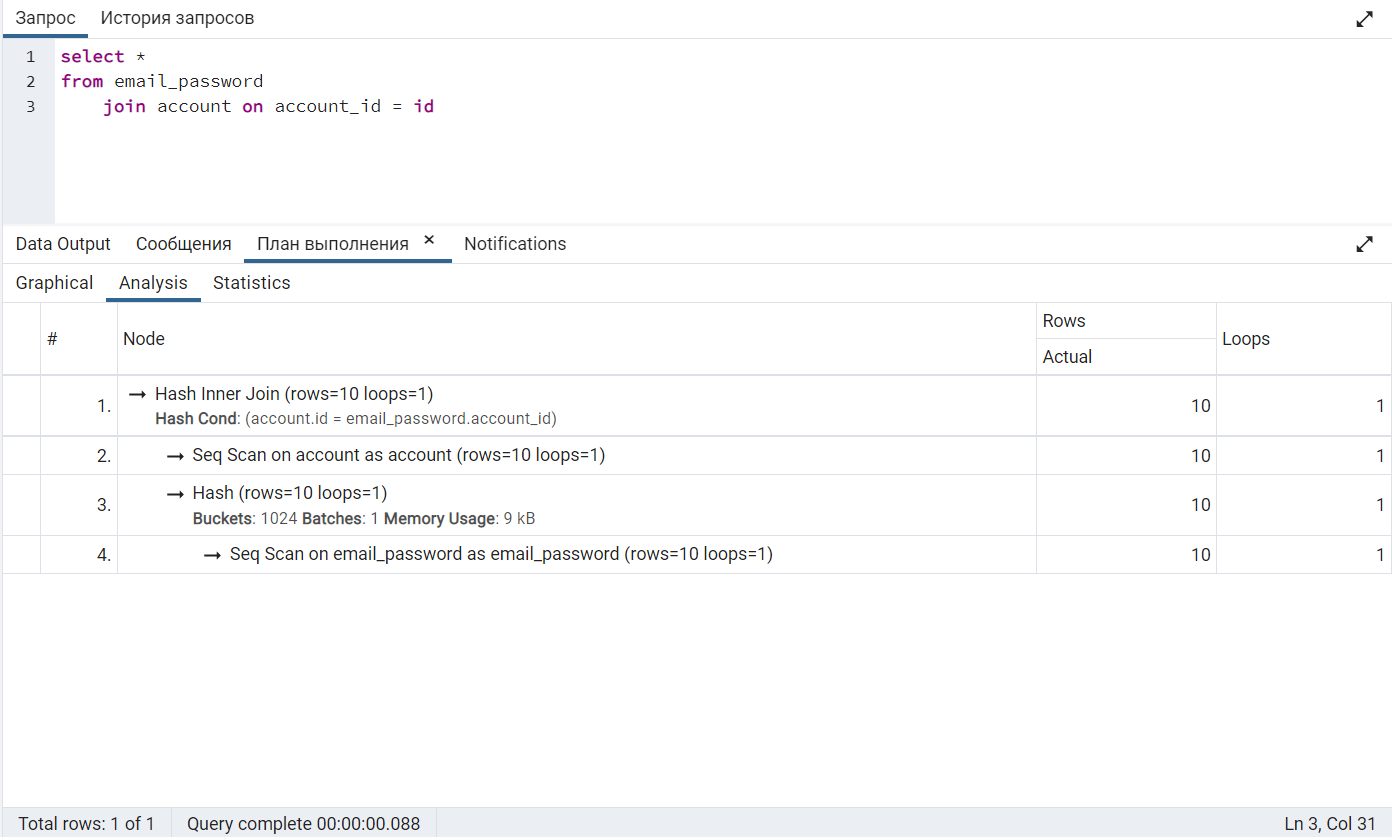 Запрос История запросов
1 select *
2 from email_password
3 join account on account_id = id
Data Output Сообщения План выполнения × Notifications
Graphical Analysis Statistics
# Node Rows Loops
Actual
1. → Hash Inner Join (rows=10 loops=1) 10 1
Hash Cond: (account.id = email_password.account_id)
2. → Seq Scan on account as account (rows=10 loops=1) 10 1
3. → Hash (rows=10 loops=1) 10 1
Buckets: 1024 Batches: 1 Memory Usage: 9 kB
4. → Seq Scan on email_password as email_password (rows=10 loops=1) 10 1
Total rows: 1 of 1 Query complete 00:00:00.088 Ln 3, Col 31